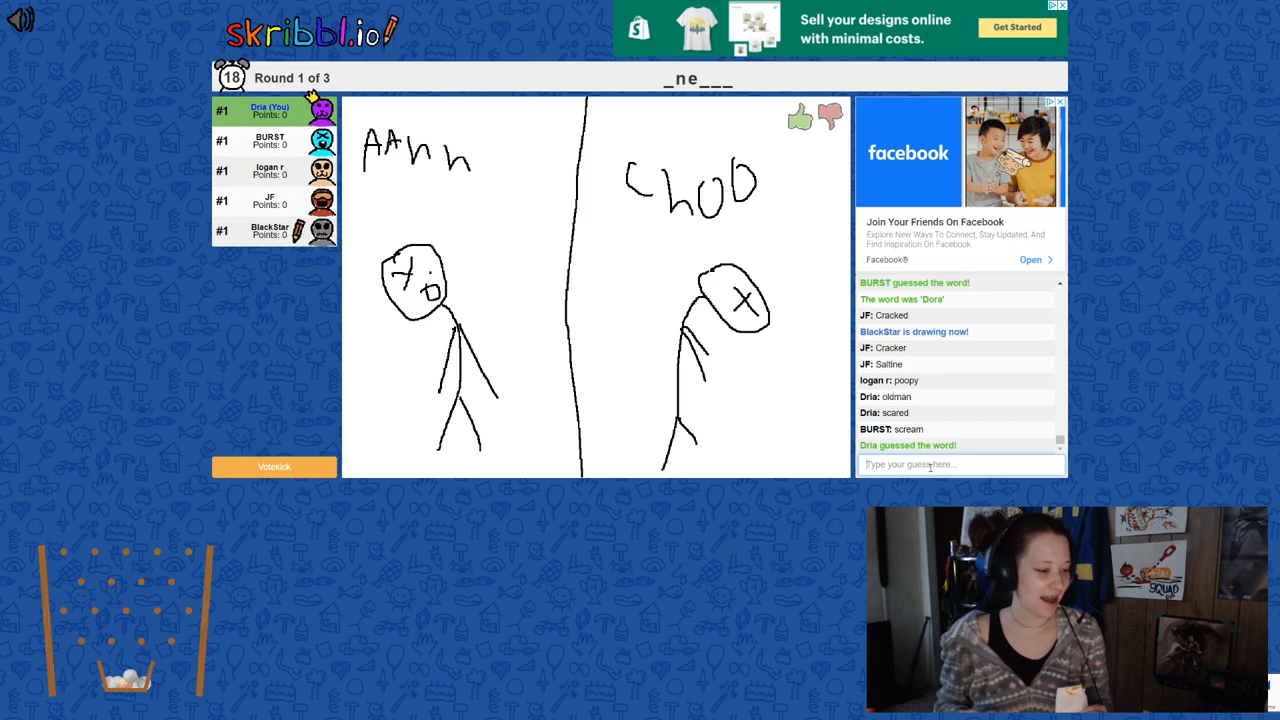 skribbl.io
Sell your designs online
with minimal costs.
Get Started
18
Round 1 of 3
_ne___
#1
Dria (You)
Points: 0
#1
BURST
Points: 0
#1
logan r
Points: 0
#1
JF
Points: 0
#1
BlackStar
Points: 0
Votekick
AAhh
ChOO
facebook
Join Your Friends On Facebook
Explore New Ways To Connect, Stay Updated, And
Find Inspiration On Facebook.
Facebook®
Open
BURST guessed the word!
The word was 'Dora'
JF: Cracked
BlackStar is drawing now!
JF: Cracker
JF: Saltine
logan r: poopy
Dria: oldman
Dria: scared
BURST: scream
Dria guessed the word!
Type your guess here...
SQUAD